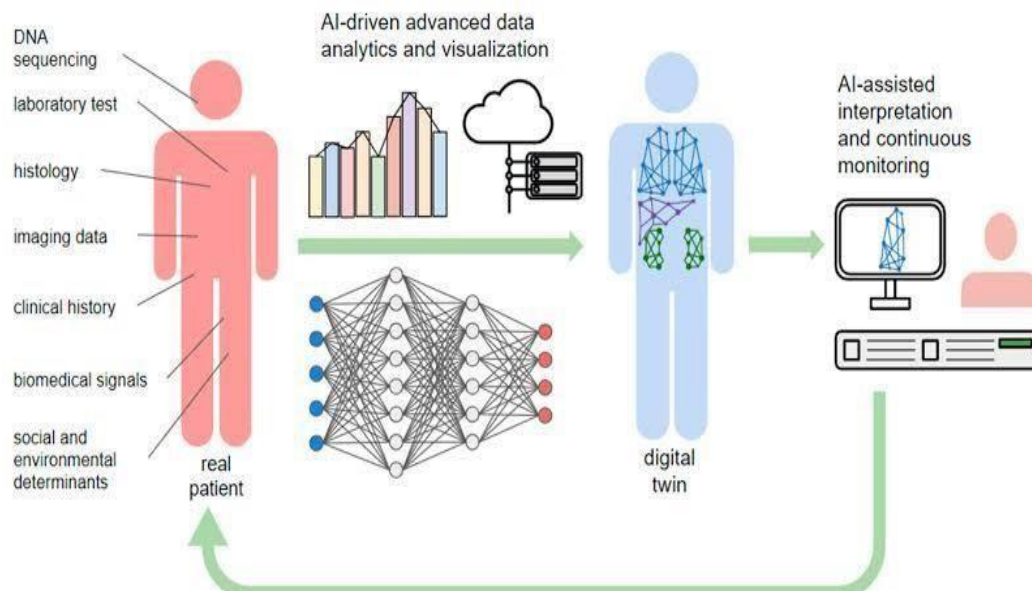 DNA
sequencing
laboratory test
histology
imaging data
clinical history
biomedical signals
social and
environmental
determinants
real
patient
AI-driven advanced data
analytics and visualization
digital
twin
AI-assisted
interpretation
and continuous
monitoring